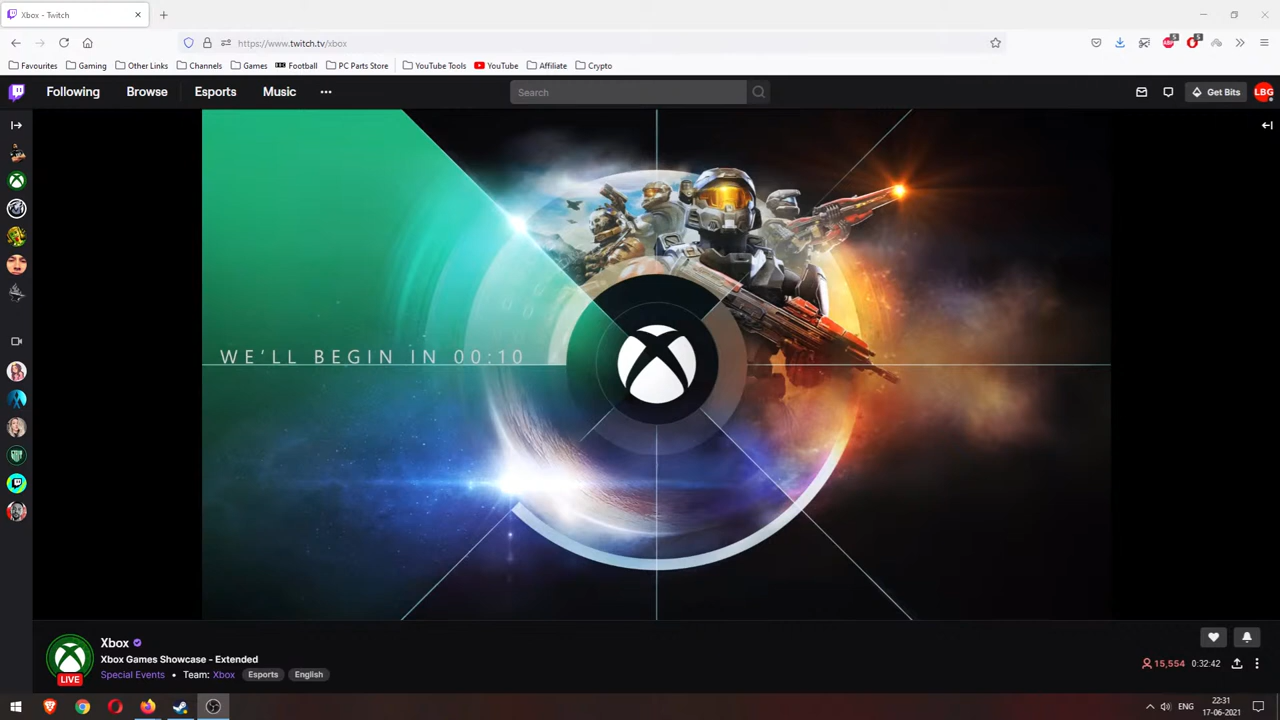 Xbox - Twitch
https://www.twitch.tv/xbox
5
5
Favourites Gaming Other Links Channels Games Football PC Parts Store YouTube Tools YouTube Affiliate Crypto
Following Browse Esports Music Search Get Bits LBG
WE'LL BEGIN IN 00:10
Xbox
Xbox Games Showcase - Extended
LIVE
Special Events • Team: Xbox Esports English
15,554 0:32:42
ENG
22:31
17-06-2021